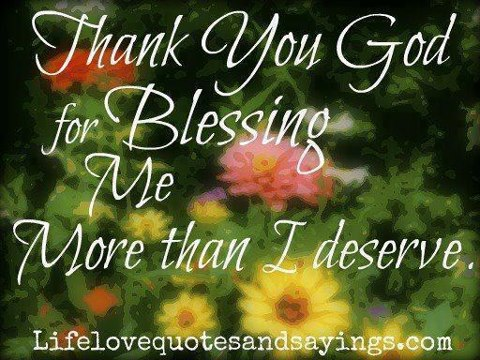 Thank You God
for Blessing
Me
More than I deserve.
Lifelovequotesandsayings.com